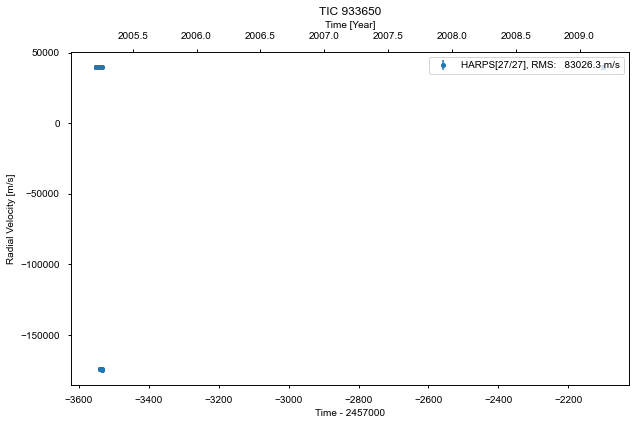 TIC 933650
Time [Year]
2005.5 2006.0 2006.5 2007.0 2007.5 2008.0 2008.5 2009.0
HARPS[27/27], RMS: 83026.3 m/s
50000
0
−50000
−100000
−150000
Radial Velocity [m/s]
−3600 −3400 −3200 −3000 −2800 −2600 −2400 −2200
Time - 2457000